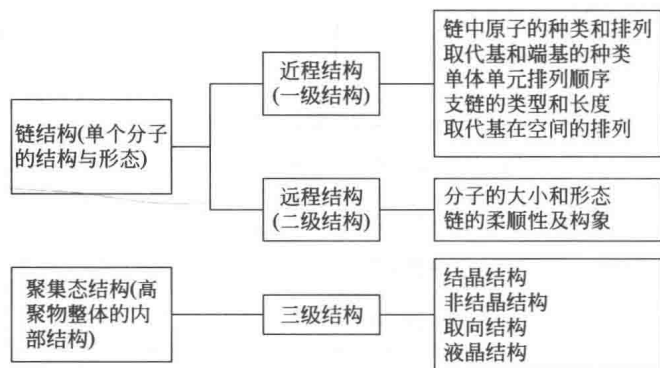 链中原子的种类和排列
取代基和端基的种类
单体单元排列顺序
支链的类型和长度
取代基在空间的排列
近程结构
(一级结构)
链结构(单个分子
的结构与形态)
远程结构
(二级结构)
分子的大小和形态
链的柔顺性及构象
聚集态结构(高
聚物整体的内
部结构)
三级结构
结晶结构
非结晶结构
取向结构
液晶结构